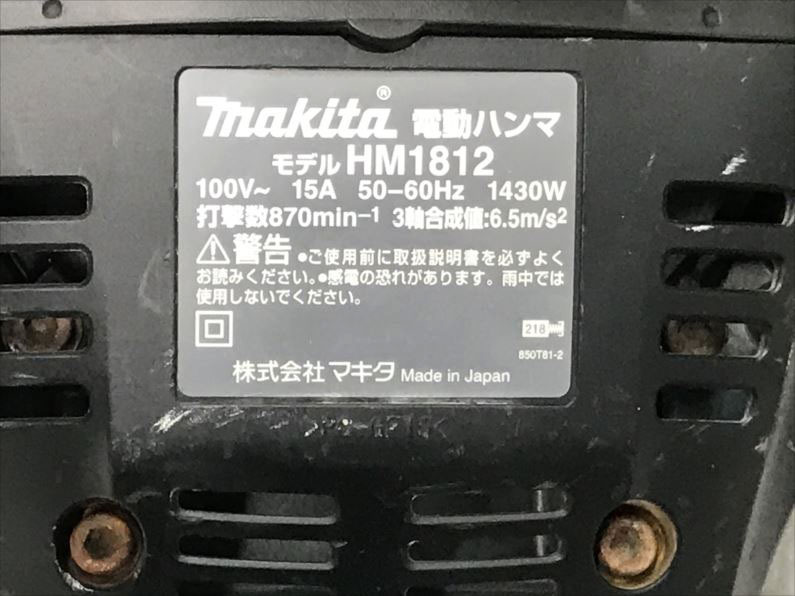 makita® 電動ハンマ
モデル HM1812
100V~ 15A 50-60Hz 1430W
打撃数870min-1 3軸合成値:6.5m/s2
⚠警告 ●ご使用前に取扱説明書を必ずよく
お読みください。●感電の恐れがあります。雨中では
使用しないでください。
218
850T81-2
株式会社 マキタ Made in Japan